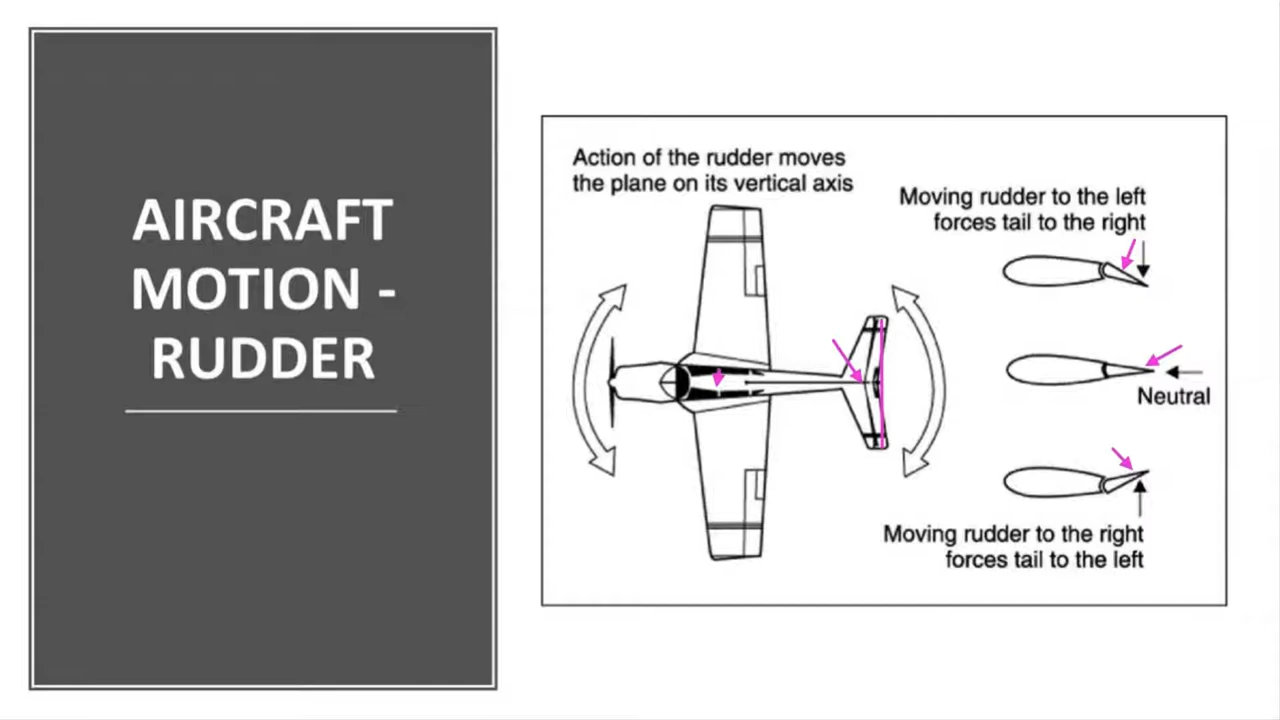 AIRCRAFT
MOTION -
RUDDER
Action of the rudder moves
the plane on its vertical axis
Moving rudder to the left
forces tail to the right
Neutral
Moving rudder to the right
forces tail to the left